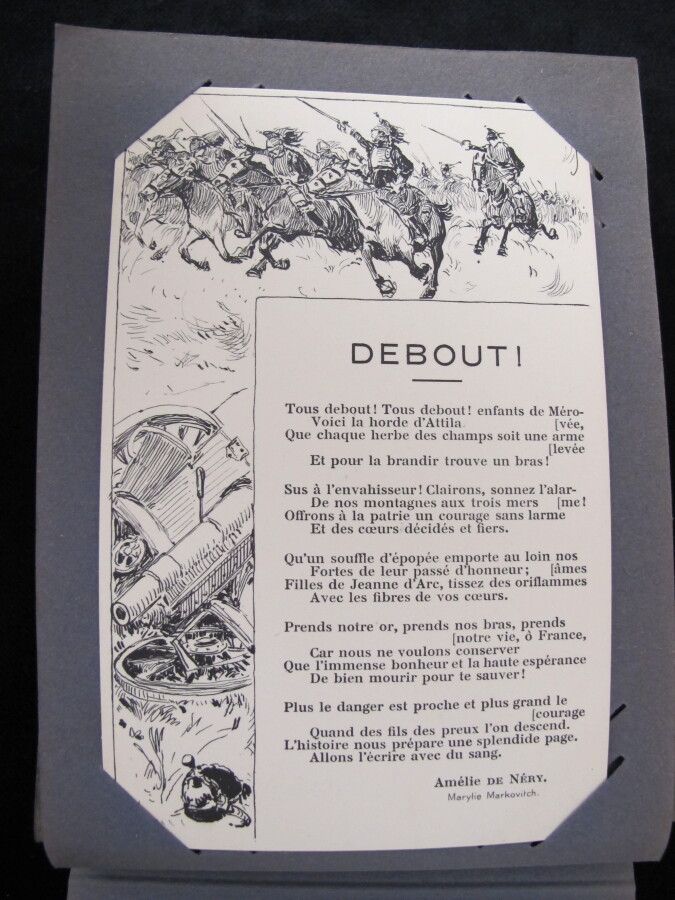 DEBOUT!
Tous debout! Tous debout! enfants de Méro-
Voici la horde d'Attila [vée,
Que chaque herbe des champs soit une arme
[levée
Et pour la brandir trouve un bras!
Sus à l'envahisseur! Clairons, sonnez l'alar-
De nos montagnes aux trois mers [me!
Offrons à la patrie un courage sans larme
Et des cœurs décidés et fiers.
Qu'un souffle d'épopée emporte au loin nos
Fortes de leur passé d'honneur; [âmes
Filles de Jeanne d'Arc, tissez des oriflammes
Avec les fibres de vos cœurs.
Prends notre or, prends nos bras, prends
[notre vie, ô France,
Car nous ne voulons conserver
Que l'immense bonheur et la haute espérance
De bien mourir pour te sauver!
Plus le danger est proche et plus grand le
[courage
Quand des fils des preux l'on descend.
L'histoire nous prépare une splendide page.
Allons l'écrire avec du sang.
Amélie DE NÉRY.
Marylie Markovitch.